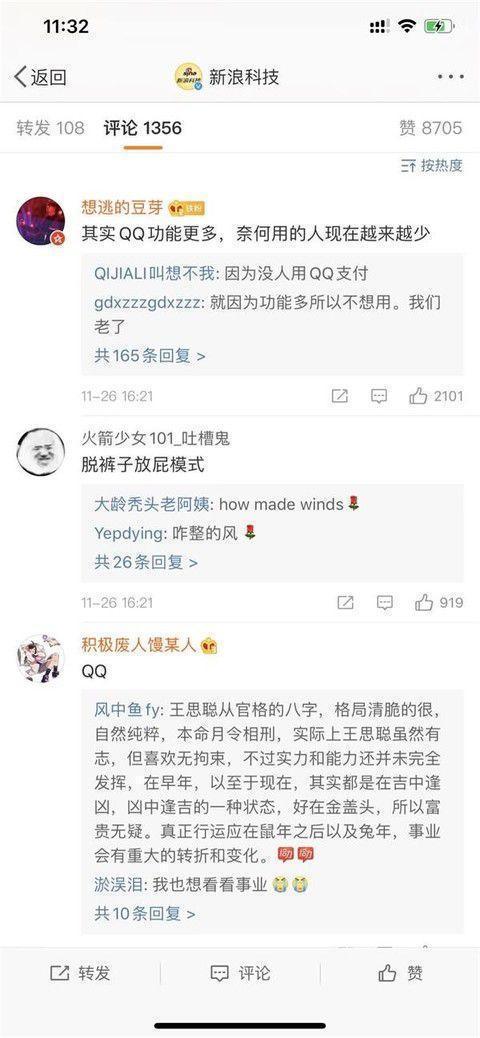 11:32
返回
新浪科技
转发 108 评论 1356 赞 8705
按热度
想逃的豆芽 铁粉
其实QQ功能更多，奈何用的人现在越来越少
QIJIALI叫想不我: 因为没人用QQ支付
gdxzzzgdxzzz: 就因为功能多所以不想用。我们
老了
共165条回复 >
11-26 16:21 2101
火箭少女101_吐槽鬼
脱裤子放屁模式
大龄秃头老阿姨: how made winds🌹
Yepdying: 咋整的风🌹
共26条回复 >
11-26 16:21 919
积极废人馒某人
QQ
风中鱼fy: 王思聪从官格的八字，格局清脆的很，
自然纯粹，本命月令相刑，实际上王思聪虽然有
志，但喜欢无拘束，不过实力和能力还并未完全
发挥，在早年，以至于现在，其实都是在吉中逢
凶，凶中逢吉的一种状态，好在金盖头，所以富
贵无疑。真正行运应在鼠年之后以及兔年，事业
会有重大的转折和变化。
淤淏泪: 我也想看看事业😭😭
共10条回复 >
转发 评论 赞